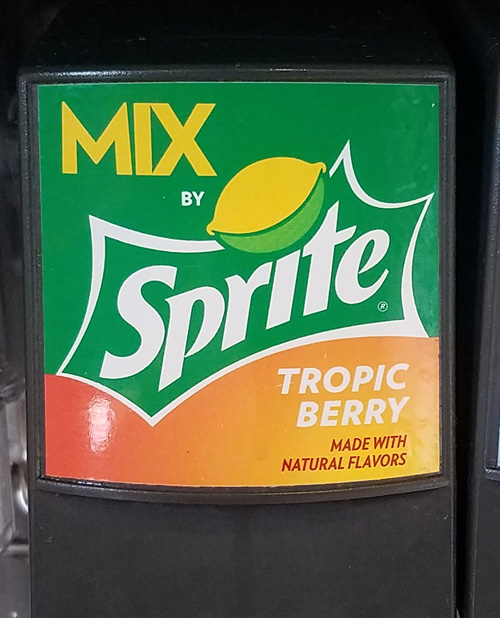 MIX
BY
Sprite®
TROPIC
BERRY
MADE WITH
NATURAL FLAVORS